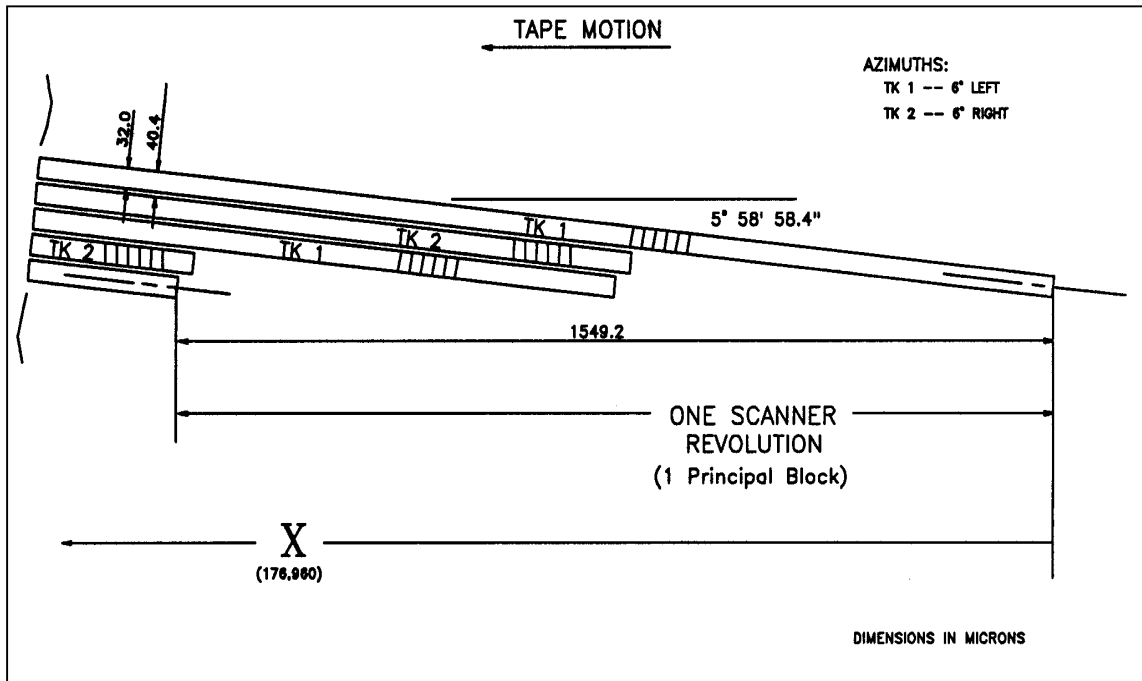 TAPE MOTION
AZIMUTHS:
TK 1 -- 6° LEFT
TK 2 -- 6° RIGHT
32.0
40.4
5° 58' 58.4"
TK 1
TK 2
TK 1
TK 2
1549.2
ONE SCANNER
REVOLUTION
(1 Principal Block)
X
(176,960)
DIMENSIONS IN MICRONS